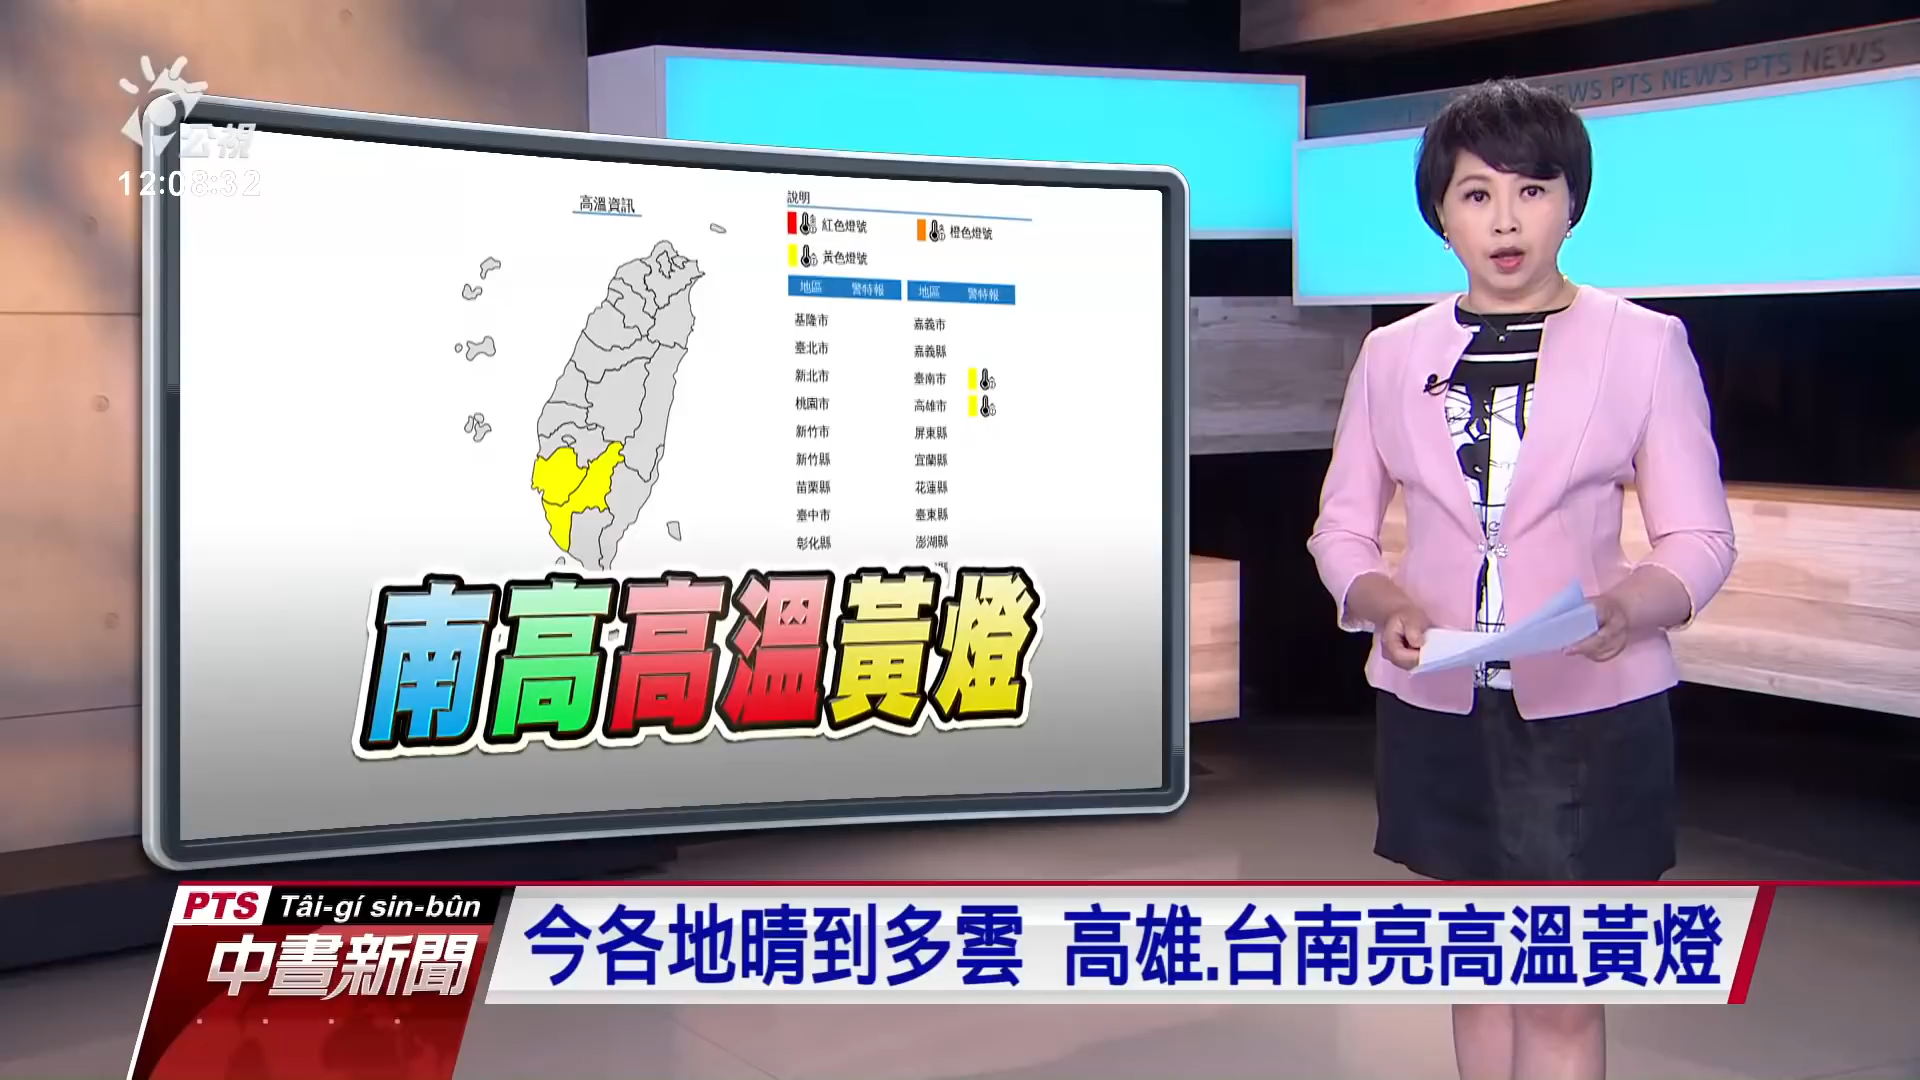 NEWS PTS NEWS PTS NEWS
公視
12:08:32
高溫資訊
說明
紅色燈號
橙色燈號
黃色燈號
地區 警特報 地區 警特報
基隆市 嘉義市
臺北市 嘉義縣
新北市 臺南市
桃園市 高雄市
新竹市 屏東縣
新竹縣 宜蘭縣
苗栗縣 花蓮縣
臺中市 臺東縣
彰化縣 澎湖縣
南高高溫黃燈
PTS Tâi-gí sin-bûn
中晝新聞
今各地晴到多雲 高雄.台南亮高溫黃燈